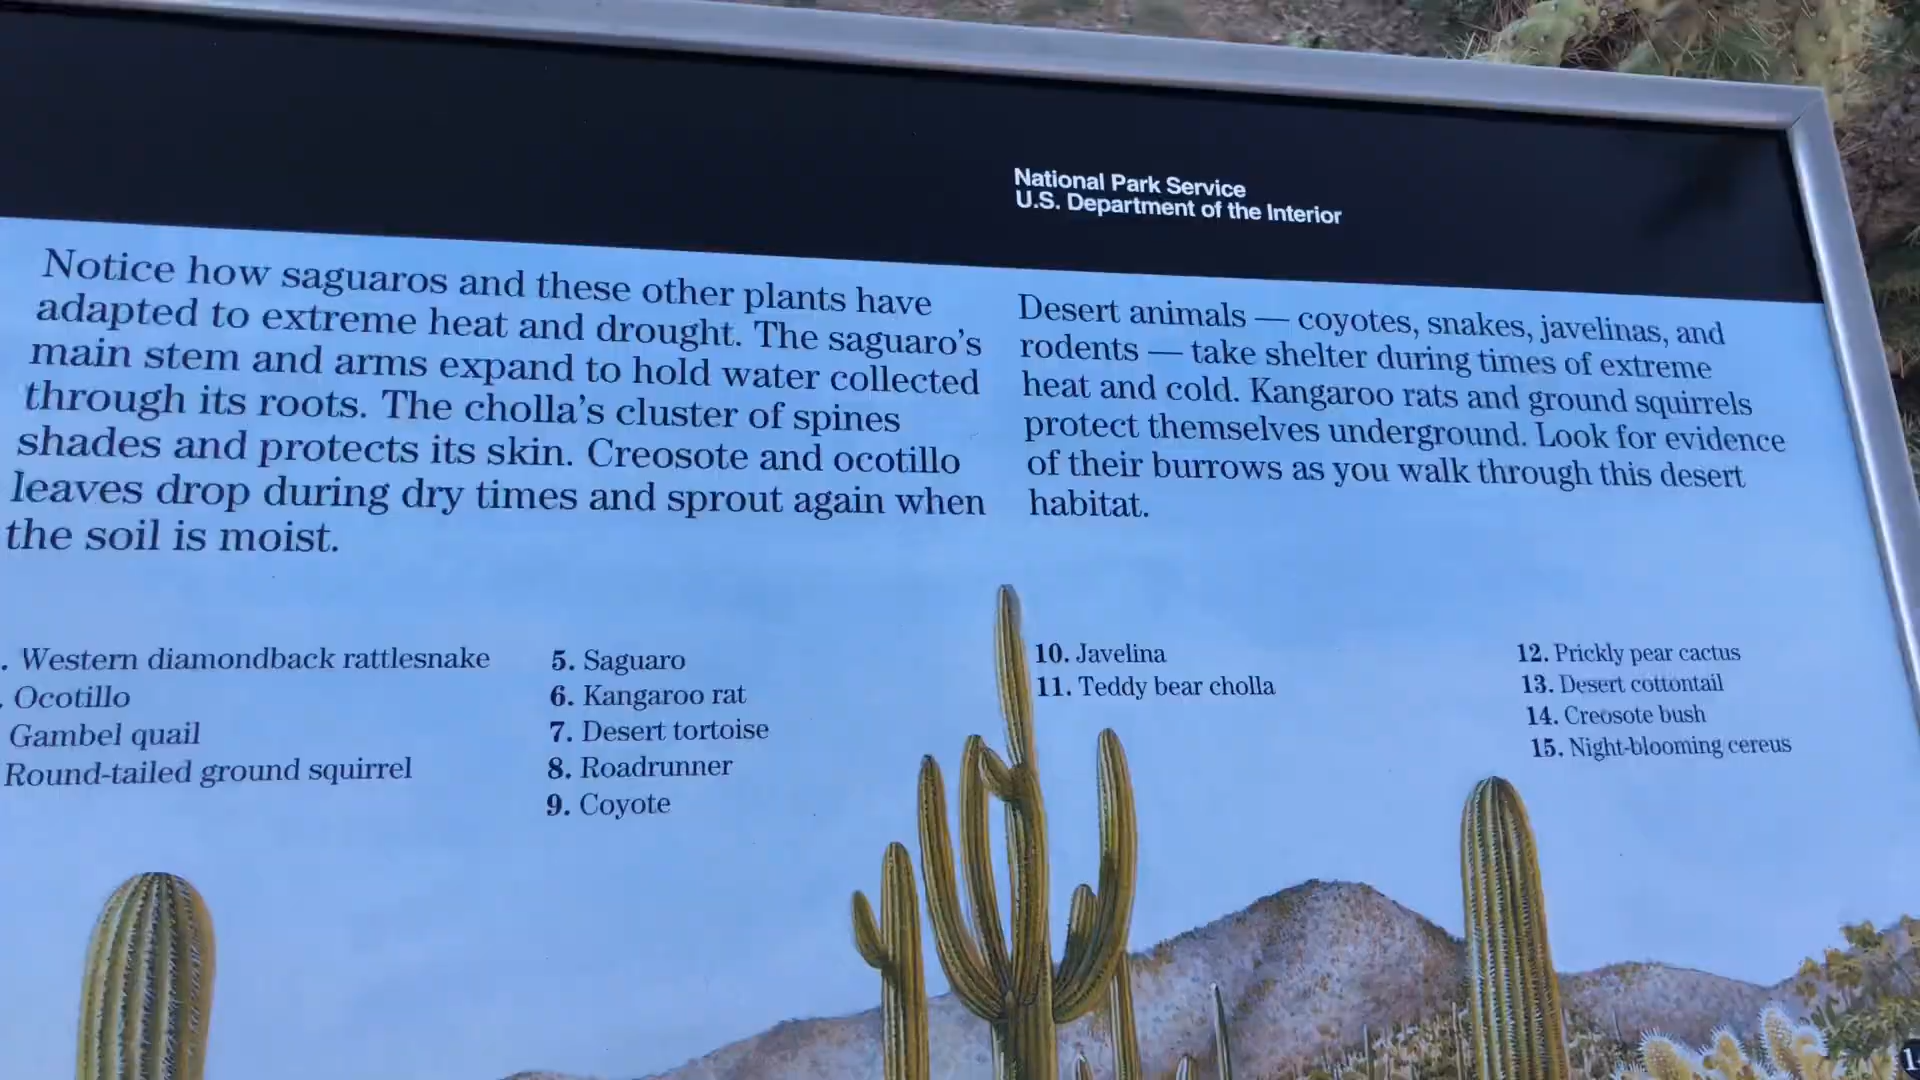 National Park Service
U.S. Department of the Interior
Notice how saguaros and these other plants have
adapted to extreme heat and drought. The saguaro's
main stem and arms expand to hold water collected
through its roots. The cholla's cluster of spines
shades and protects its skin. Creosote and ocotillo
leaves drop during dry times and sprout again when
the soil is moist.
Desert animals — coyotes, snakes, javelinas, and
rodents — take shelter during times of extreme
heat and cold. Kangaroo rats and ground squirrels
protect themselves underground. Look for evidence
of their burrows as you walk through this desert
habitat.
. Western diamondback rattlesnake
. Ocotillo
Gambel quail
Round-tailed ground squirrel
5. Saguaro
6. Kangaroo rat
7. Desert tortoise
8. Roadrunner
9. Coyote
10. Javelina
11. Teddy bear cholla
12. Prickly pear cactus
13. Desert cottontail
14. Creosote bush
15. Night-blooming cereus